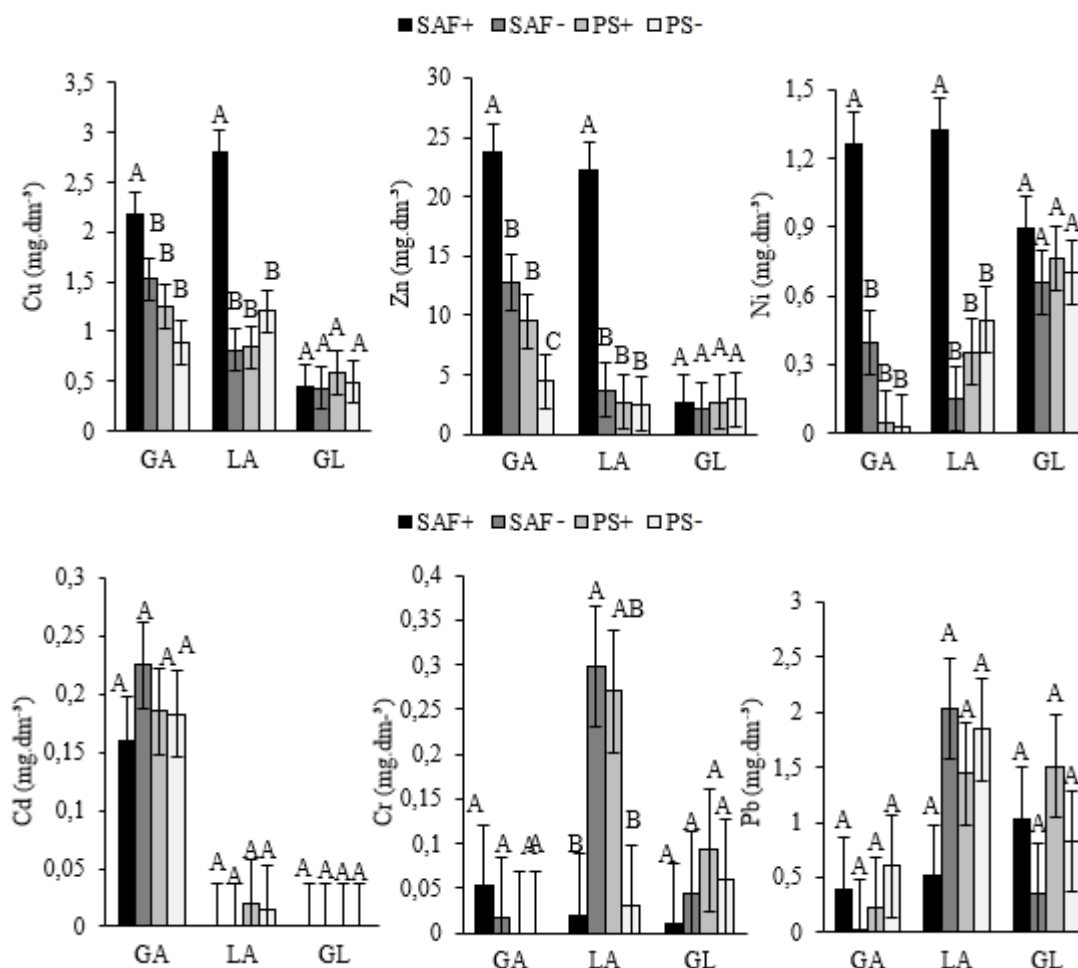 SAF+ SAF- PS+ PS-
Cu (mg.dm⁻³)
3,5
3
2,5
2
1,5
1
0,5
0
A B B B A B B B A A A A
GA LA GL
Zn (mg.dm⁻³)
30
25
20
15
10
5
0
A B B C A B B B A A A A
GA LA GL
Ni (mg.dm⁻³)
1,5
1,2
0,9
0,6
0,3
0
A B B B A B B B A A A A
GA LA GL
SAF+ SAF- PS+ PS-
Cd (mg.dm⁻³)
0,3
0,25
0,2
0,15
0,1
0,05
0
A A A A A A A A A A A A
GA LA GL
Cr (mg.dm⁻³)
0,4
0,35
0,3
0,25
0,2
0,15
0,1
0,05
0
A A A A B A AB B A A A A
GA LA GL
Pb (mg.dm⁻³)
3
2,5
2
1,5
1
0,5
0
A A A A A A A A A A A A
GA LA GL